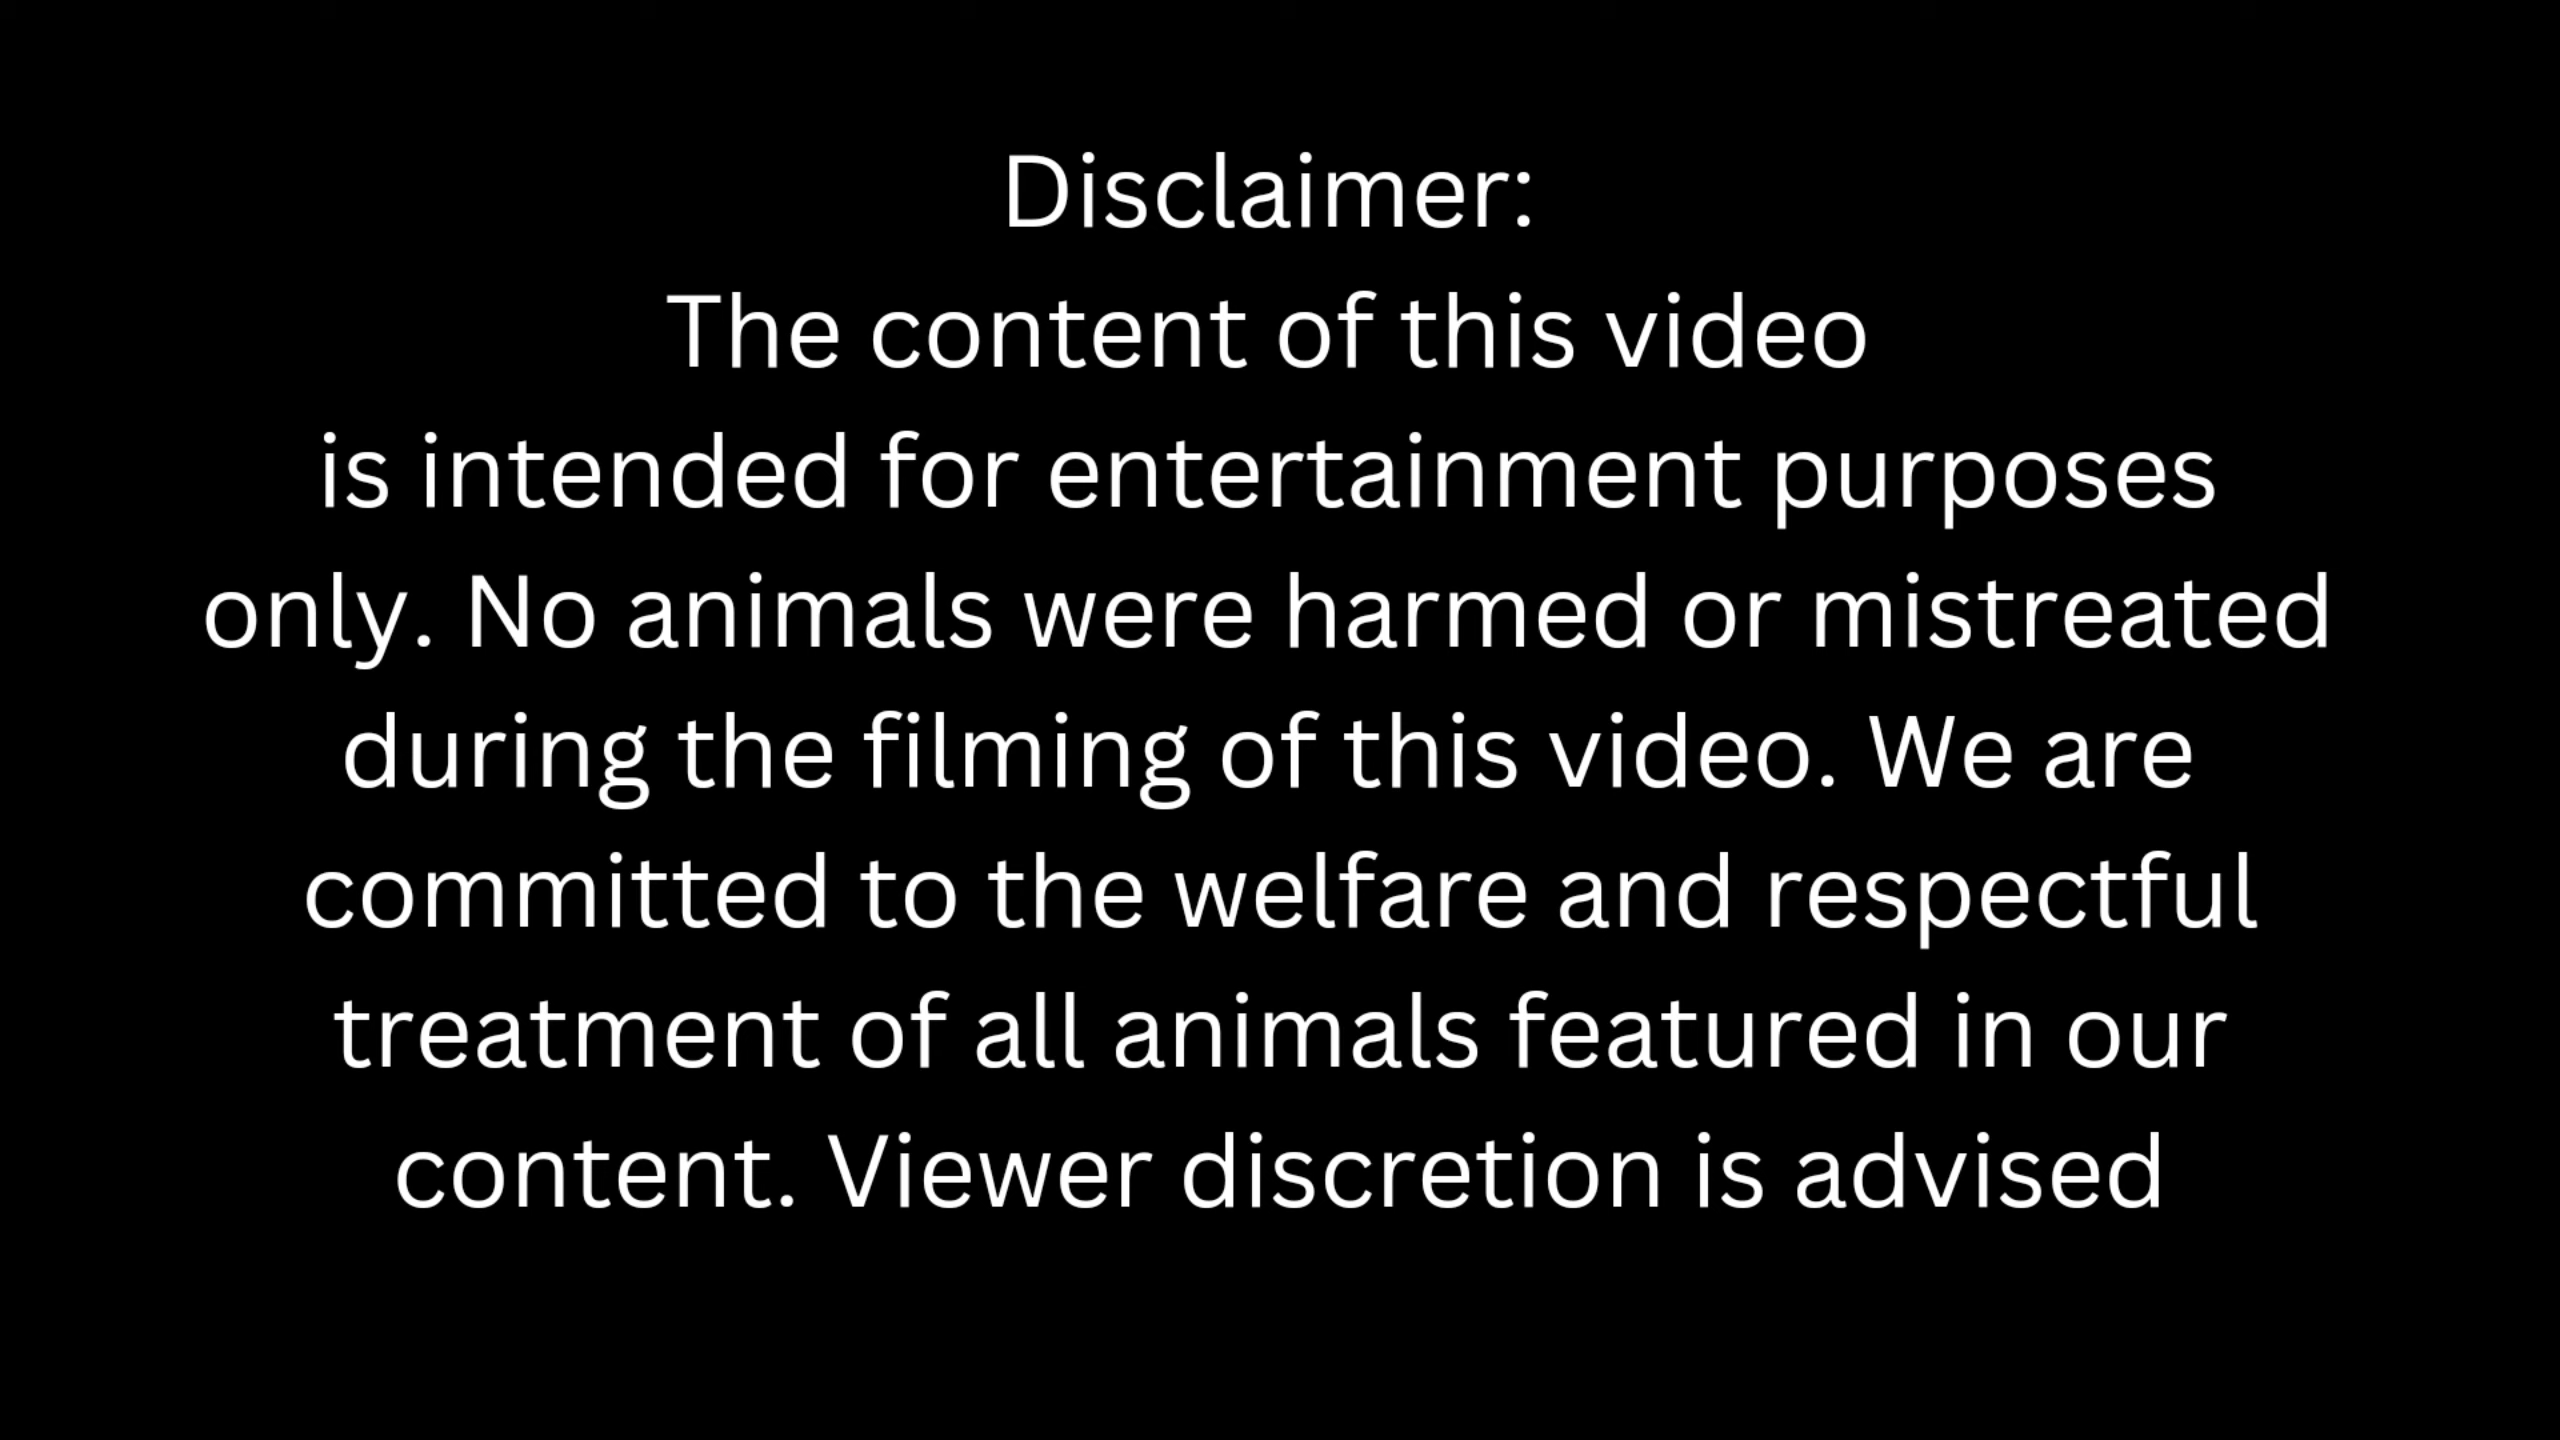 Disclaimer:
The content of this video
is intended for entertainment purposes
only. No animals were harmed or mistreated
during the filming of this video. We are
committed to the welfare and respectful
treatment of all animals featured in our
content. Viewer discretion is advised